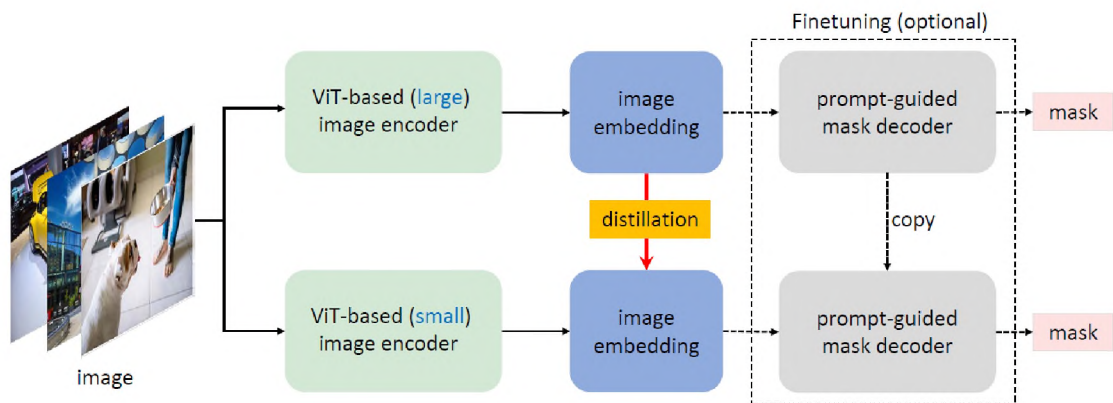 Finetuning (optional)
ViT-based (large)
image encoder
image
embedding
prompt-guided
mask decoder
mask
distillation
copy
ViT-based (small)
image encoder
image
embedding
prompt-guided
mask decoder
mask
image